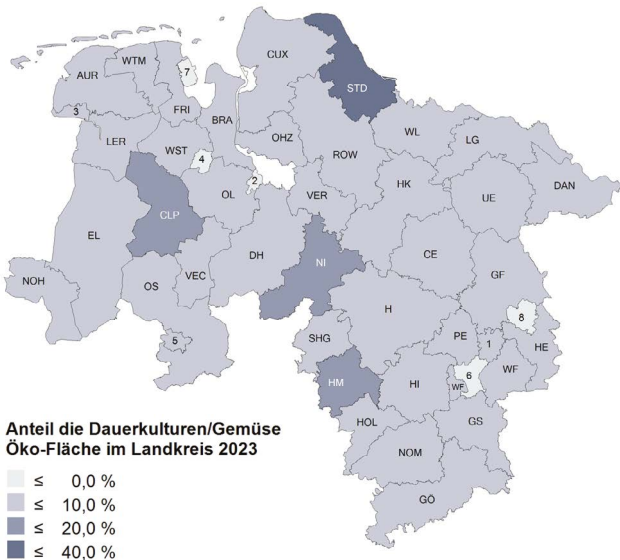 CUX
WTM
7
AUR
STD
3
FRI
BRA
LER
OHZ
WL
LG
WST
4
ROW
2
OL
VER
HK
UE
DAN
CLP
EL
DH
NI
CE
NOH
OS
VEC
GF
H
8
SHG
PE
1
HE
5
HM
HI
6
WF
WF
HOL
GS
NOM
GÖ
Anteil die Dauerkulturen/Gemüse
Öko-Fläche im Landkreis 2023
≤ 0,0 %
≤ 10,0 %
≤ 20,0 %
≤ 40,0 %